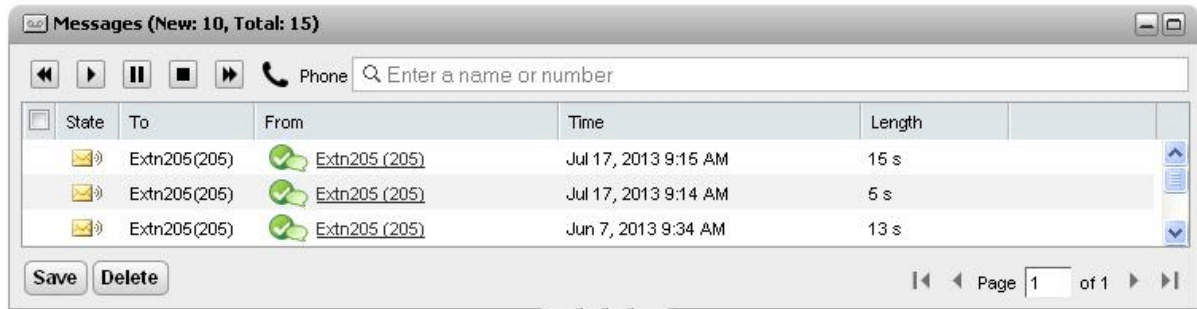 Messages (New: 10, Total: 15)
Phone Enter a name or number
State To From Time Length
Extn205(205) Extn205 (205) Jul 17, 2013 9:15 AM 15 s
Extn205(205) Extn205 (205) Jul 17, 2013 9:14 AM 5 s
Extn205(205) Extn205 (205) Jun 7, 2013 9:34 AM 13 s
Save Delete Page 1 of 1